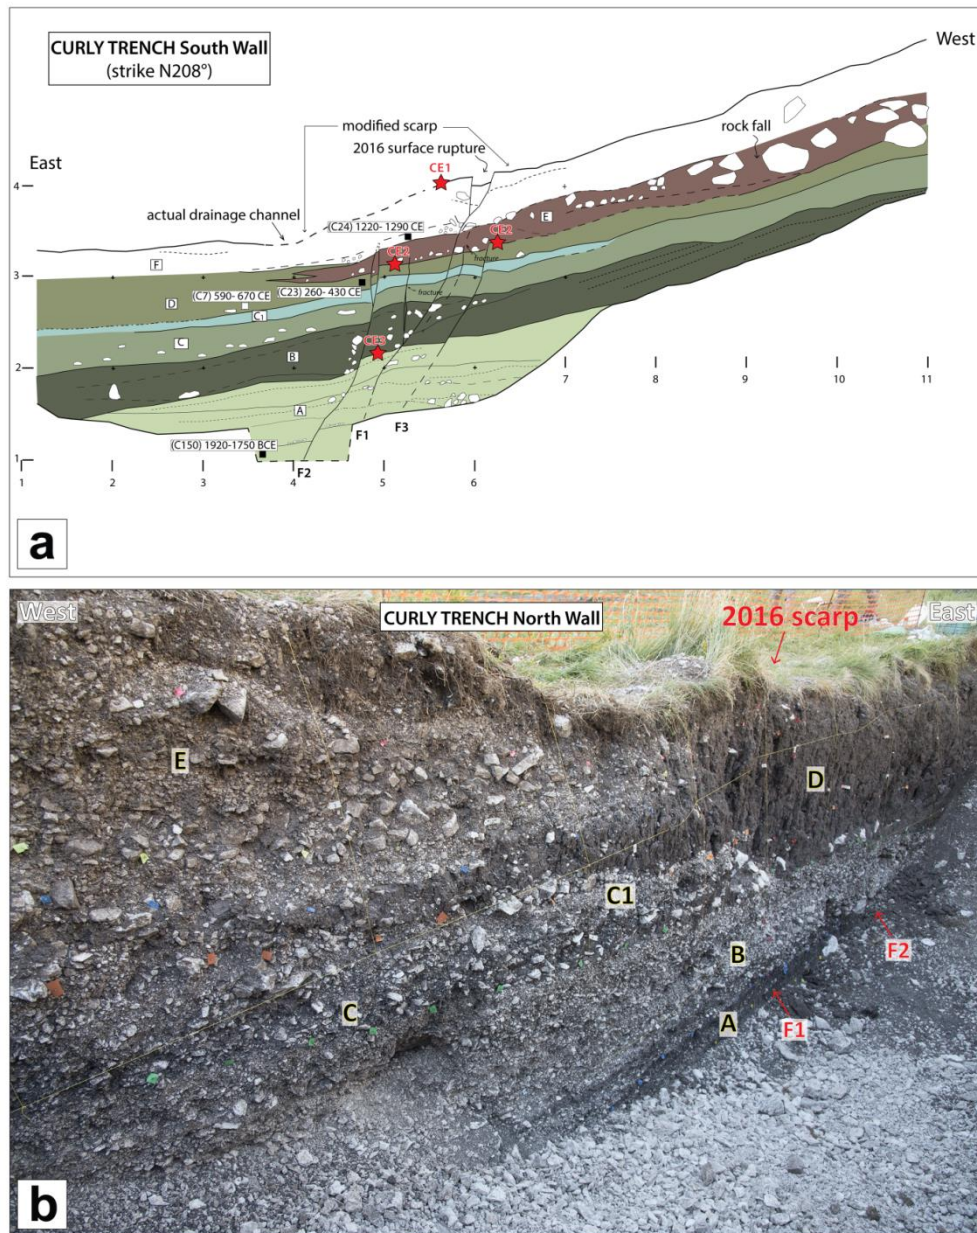 CURLY TRENCH South Wall
(strike N208°)
West
modified scarp
2016 surface rupture
rock fall
East
CE1
4
actual drainage channel
(C24) 1220- 1290 CE
E
CE2
CE2
F
fracture
3
D
(C7) 590- 670 CE
(C23) 260- 430 CE
fracture
C1
C
B
CE3
2
A
7
8
9
10
11
F1
F3
(C150) 1920-1750 BCE
1
F2
1
2
3
4
5
6
a
West
CURLY TRENCH North Wall
2016 scarp
East
E
D
C1
B
F2
C
A
F1
b